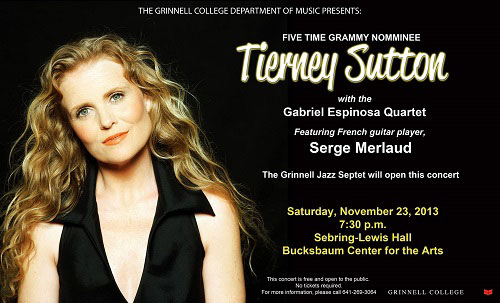 THE GRINNELL COLLEGE DEPARTMENT OF MUSIC PRESENTS:
FIVE TIME GRAMMY NOMMINEE
Tierney Sutton
with the
Gabriel Espinosa Quartet
Featuring French guitar player,
Serge Merlaud
The Grinnell Jazz Septet will open this concert
Saturday, November 23, 2013
7:30 p.m.
Sebring-Lewis Hall
Bucksbaum Center for the Arts
This concert is free and open to the public.
No tickets required.
For more information, please call 641-269-3064
GRINNELL COLLEGE